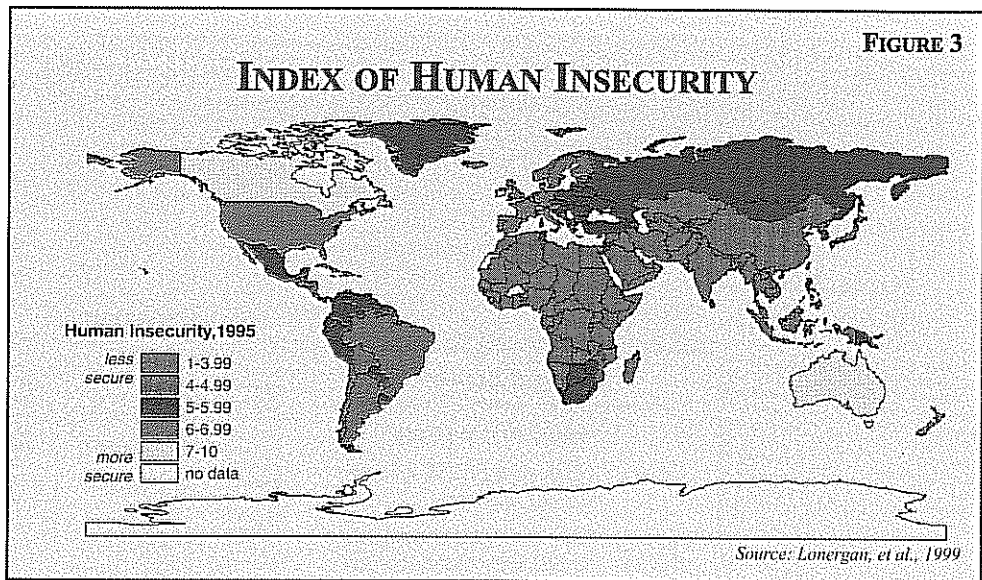 FIGURE 3
INDEX OF HUMAN INSECURITY
Human Insecurity,1995
less secure
1-3.99
4-4.99
5-5.99
6-6.99
7-10
more secure
no data
Source: Lonergan, et al., 1999